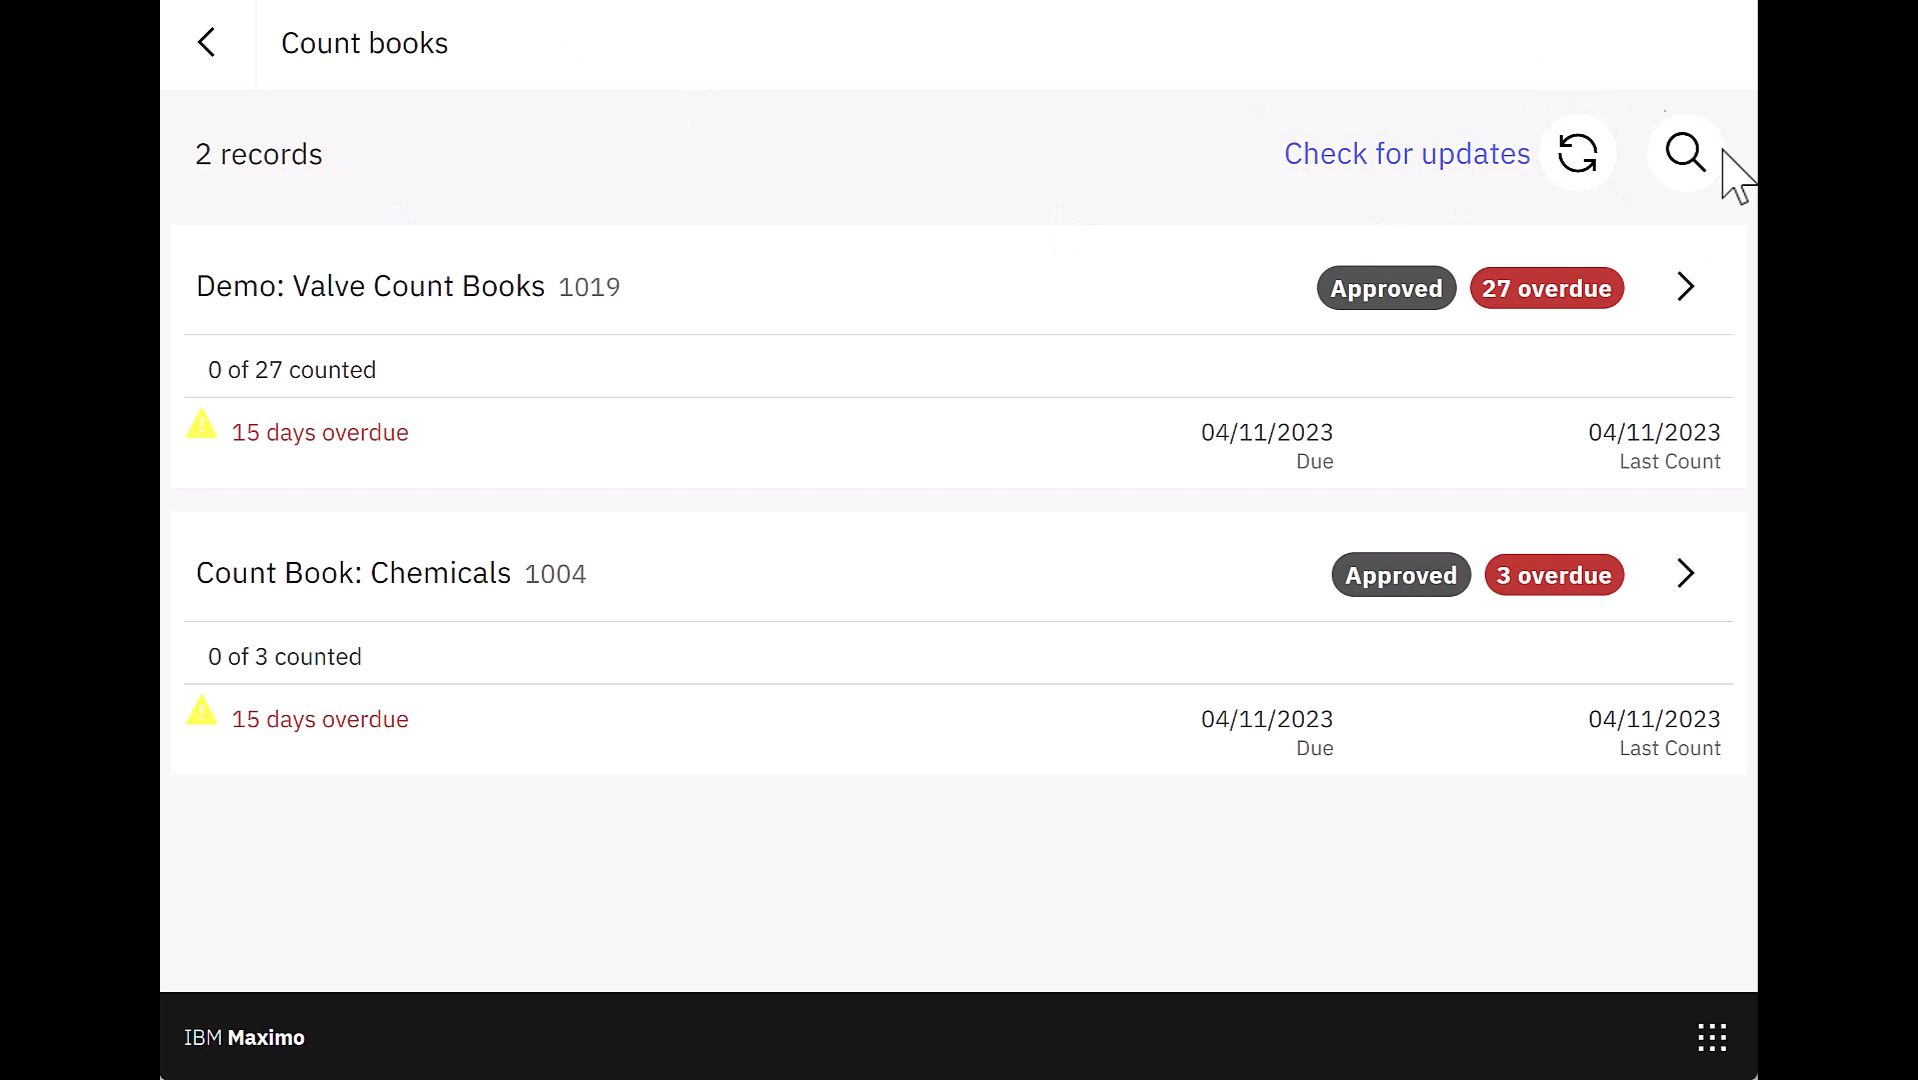 Count books
2 records
Check for updates
Demo: Valve Count Books 1019
Approved
27 overdue
0 of 27 counted
15 days overdue
04/11/2023
Due
04/11/2023
Last Count
Count Book: Chemicals 1004
Approved
3 overdue
0 of 3 counted
15 days overdue
04/11/2023
Due
04/11/2023
Last Count
IBM Maximo